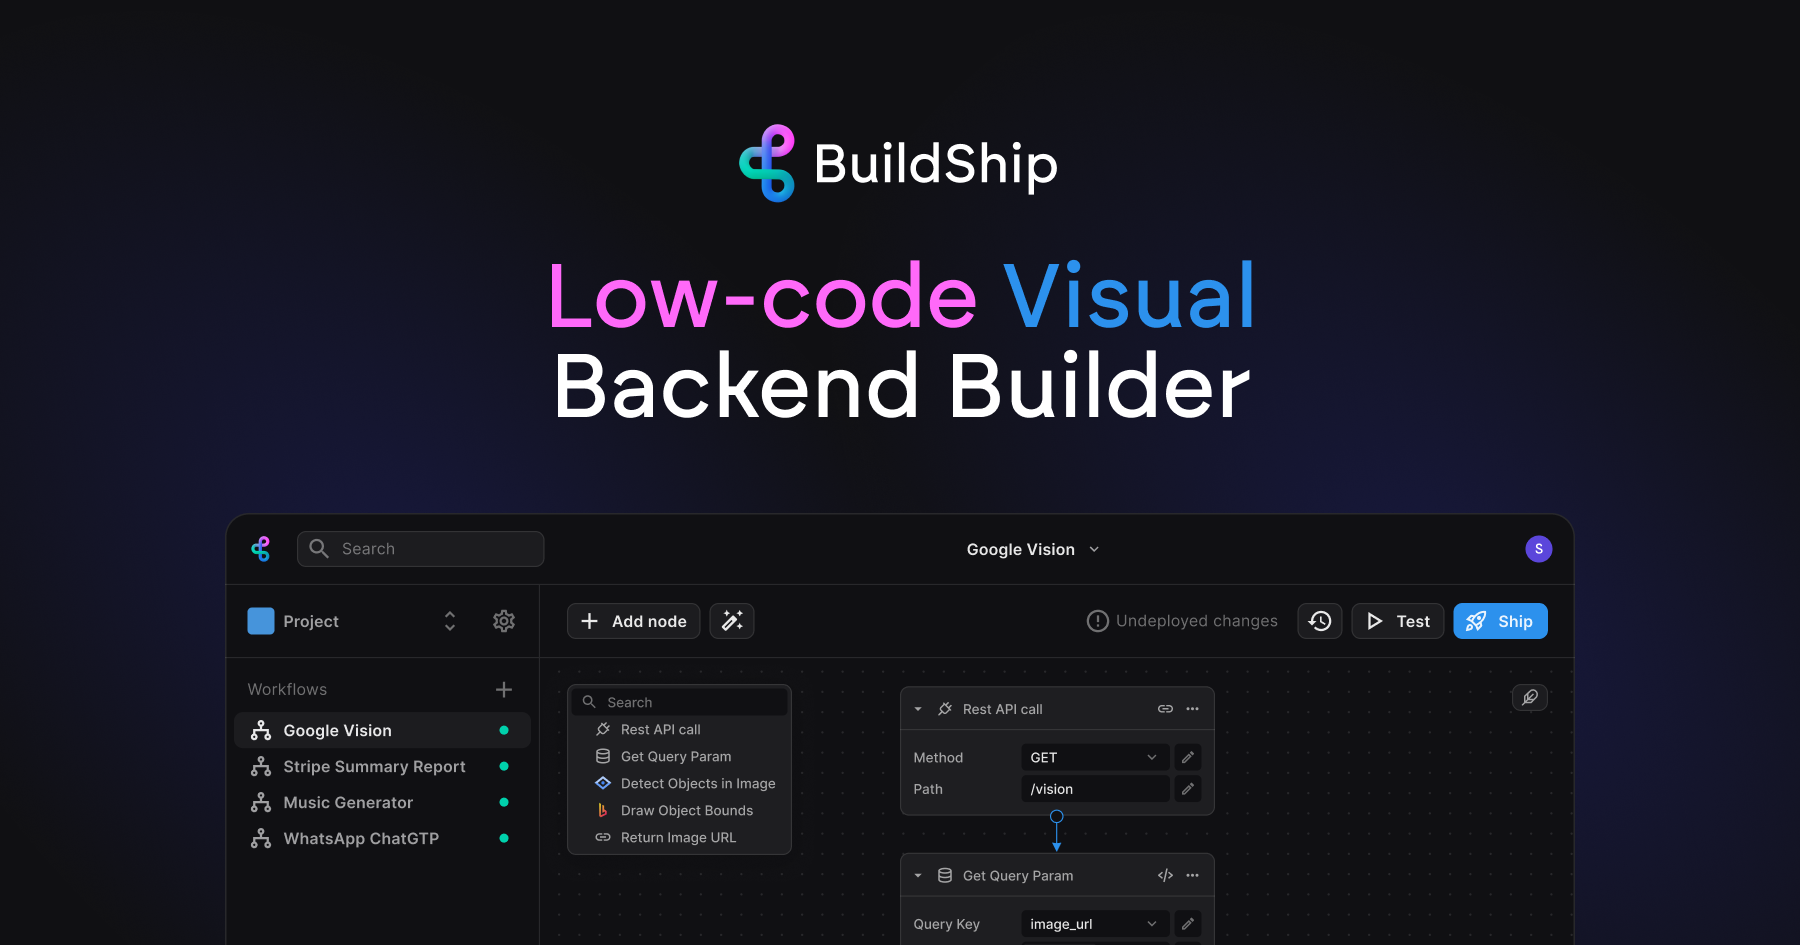 BuildShip
Low-code Visual
Backend Builder
Search
Google Vision
S
Project
Add node
Undeployed changes
Test
Ship
Workflows
Google Vision
Stripe Summary Report
Music Generator
WhatsApp ChatGTP
Search
Rest API call
Get Query Param
Detect Objects in Image
Draw Object Bounds
Return Image URL
Rest API call
Method GET
Path /vision
Get Query Param
Query Key image_url